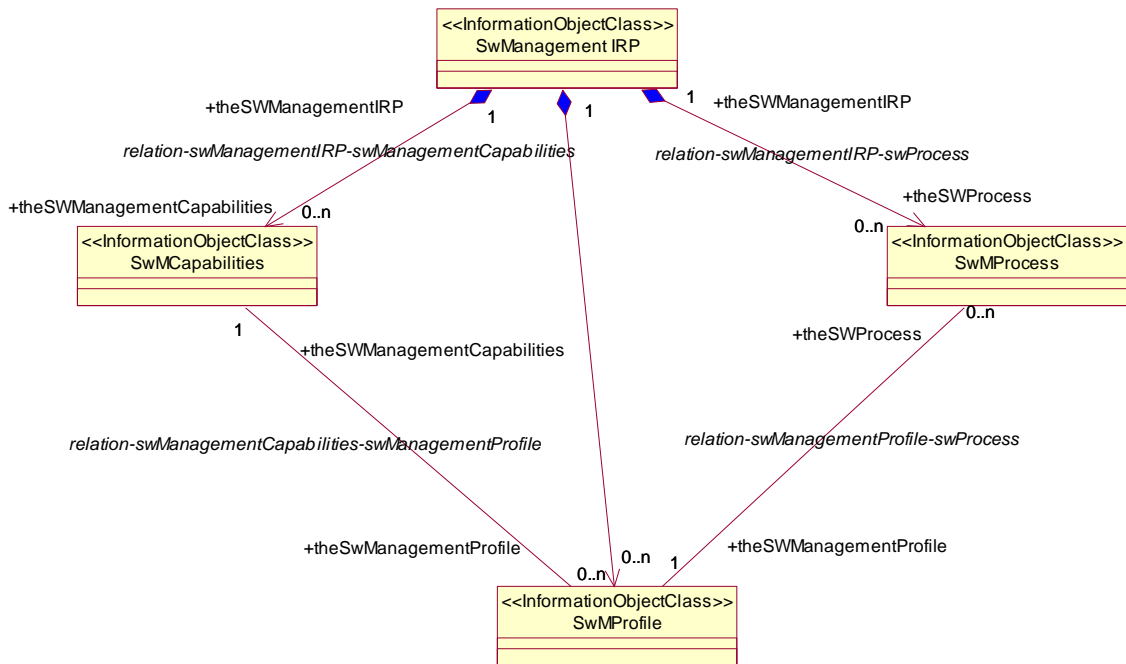 <<InformationObjectClass>>
SwManagement IRP
+theSWManagementIRP
1
1
1
+theSWManagementIRP
relation-swManagementIRP-swManagementCapabilities
relation-swManagementIRP-swProcess
+theSWManagementCapabilities
0..n
+theSWProcess
0..n
<<InformationObjectClass>>
SwMCapabilities
<<InformationObjectClass>>
SwMProcess
1
+theSWManagementCapabilities
0..n
+theSWProcess
relation-swManagementCapabilities-swManagementProfile
relation-swManagementProfile-swProcess
+theSwManagementProfile
0..n
0..n
1
+theSWManagementProfile
<<InformationObjectClass>>
SwMProfile